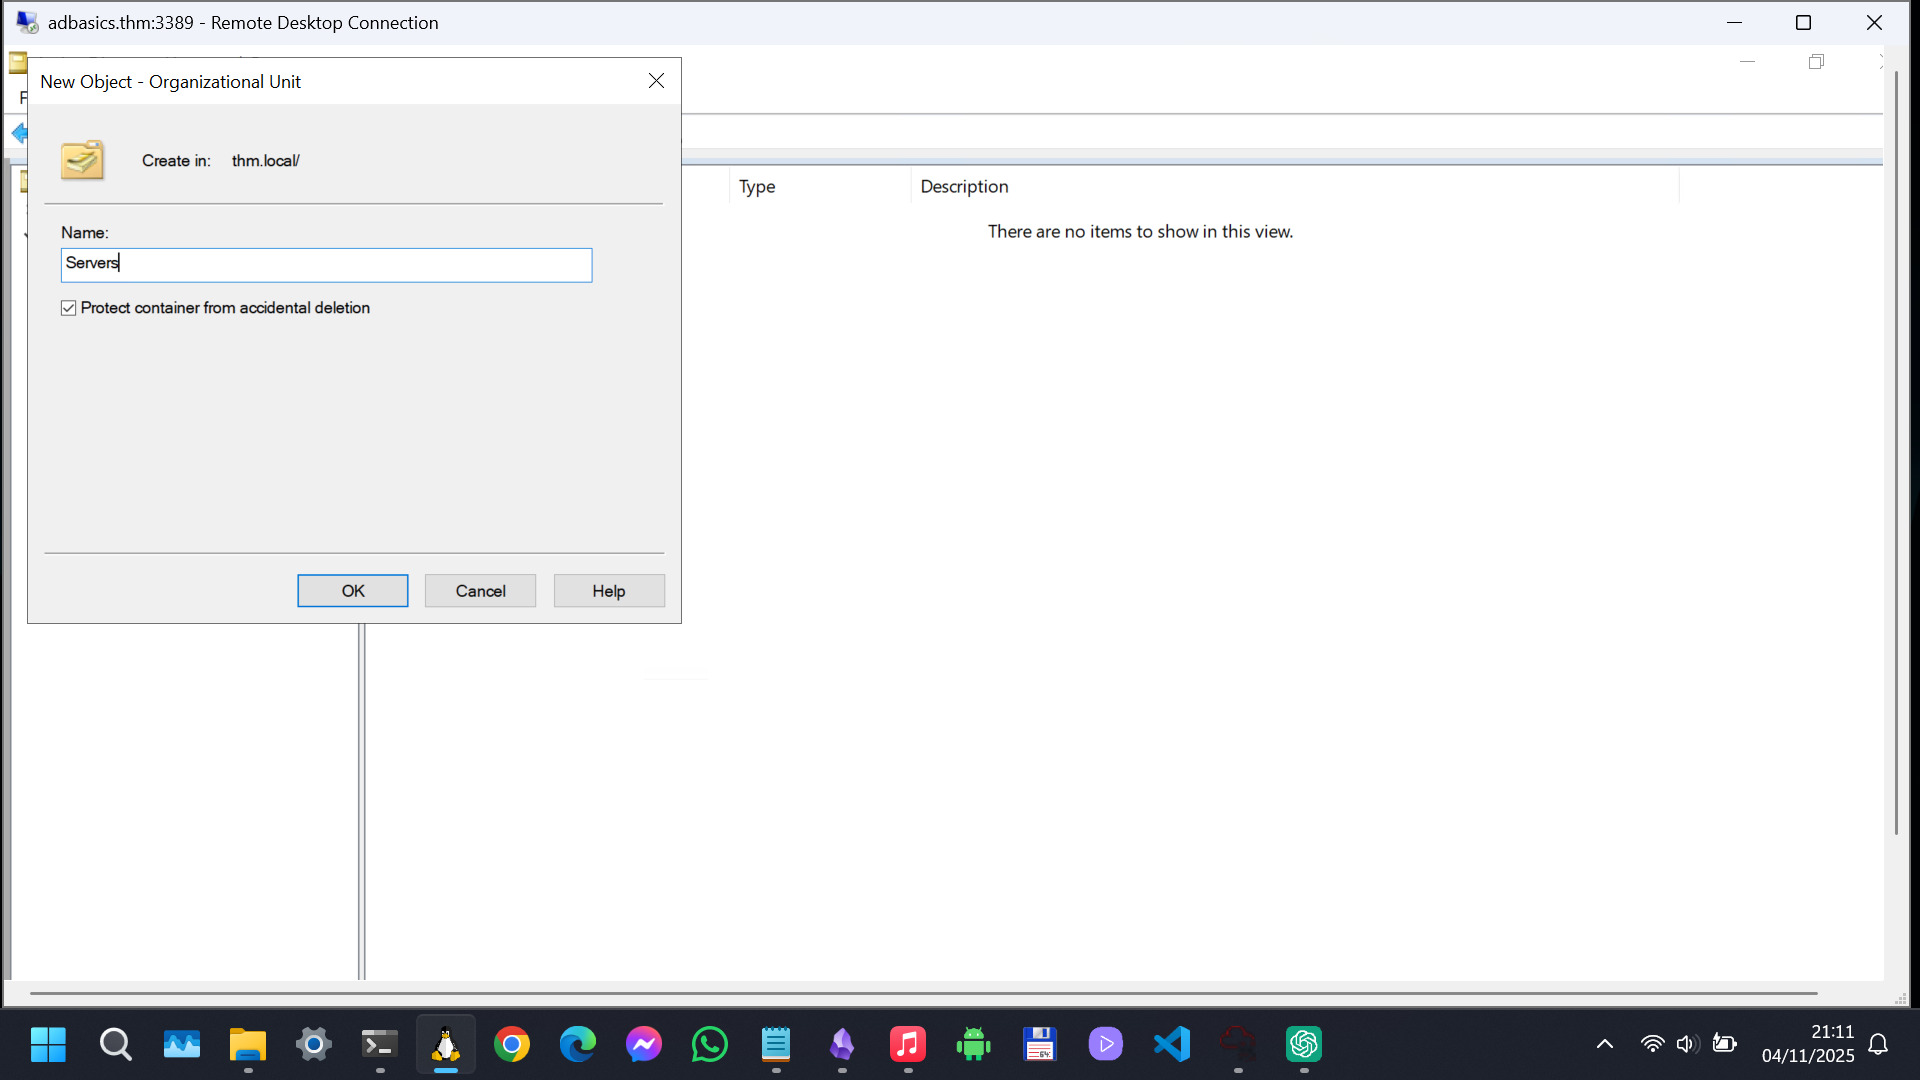 adbasics.thm:3389 - Remote Desktop Connection
New Object - Organizational Unit
Create in: thm.local/
Type Description
There are no items to show in this view.
Name:
Servers
Protect container from accidental deletion
OK Cancel Help
64
21:11
04/11/2025